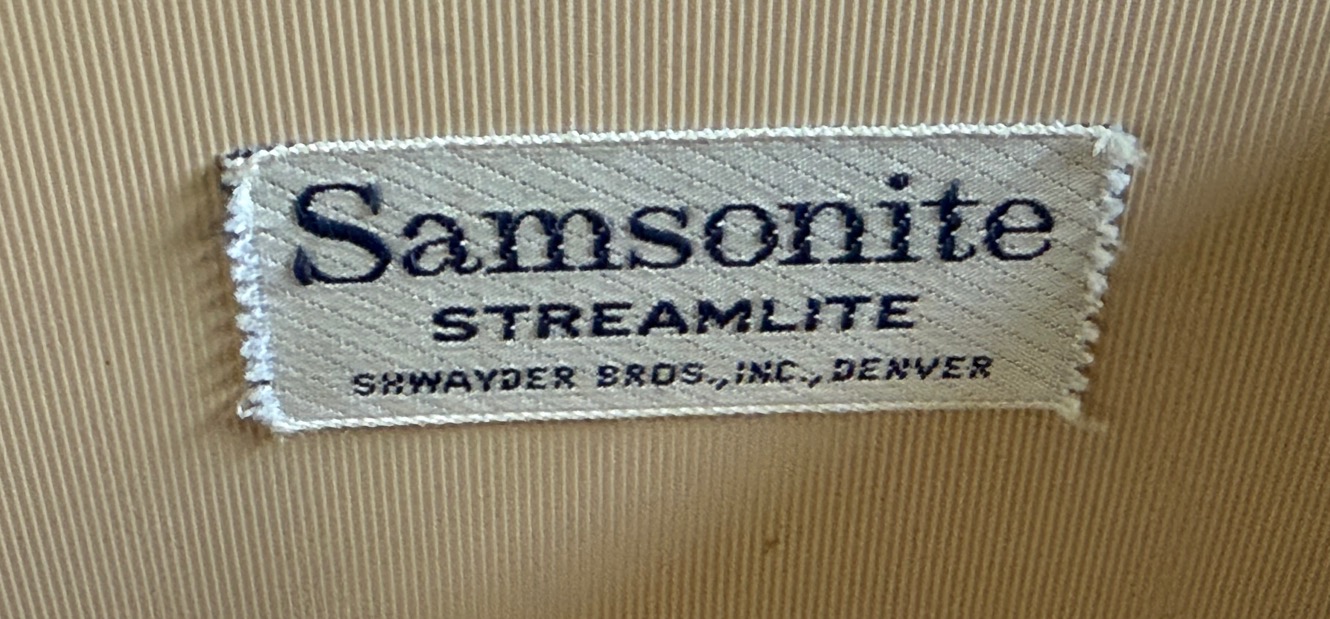 Samsonite
STREAMLITE
SHWAYDER BROS., INC., DENVER